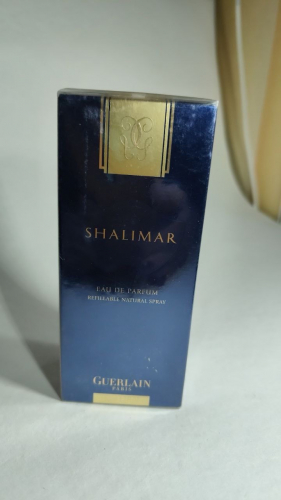 SHALIMAR
EAU DE PARFUM
REFILLABLE NATURAL SPRAY
GUERLAIN
PARIS